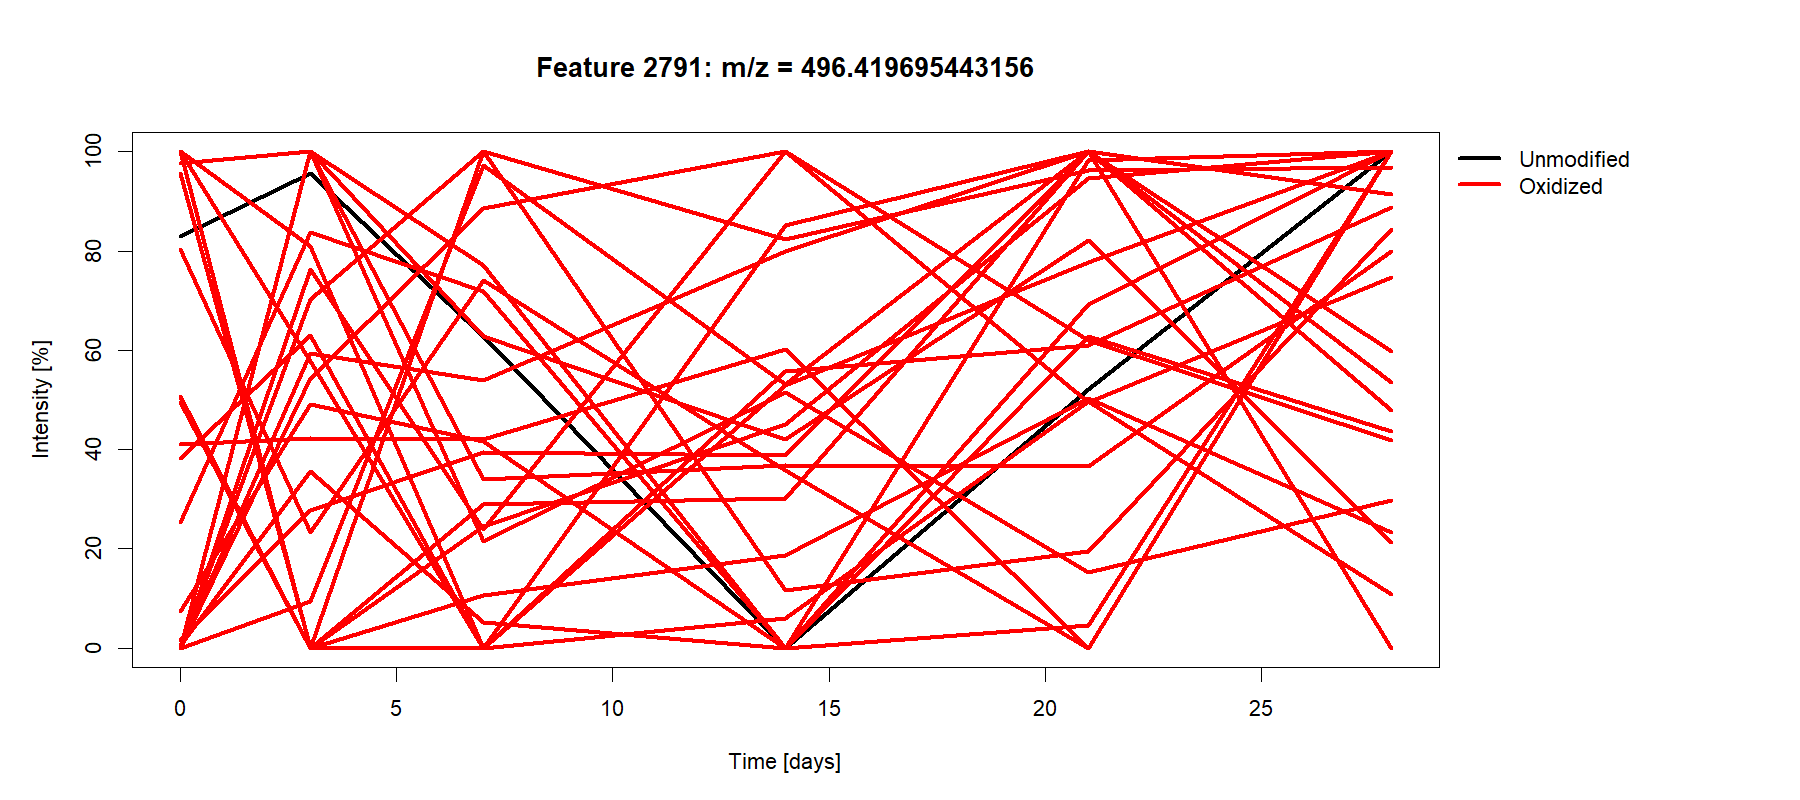 Feature 2791: m/z = 496.419695443156
Unmodified
Oxidized
Intensity [%]
100
80
60
40
20
0
0 5 10 15 20 25
Time [days]